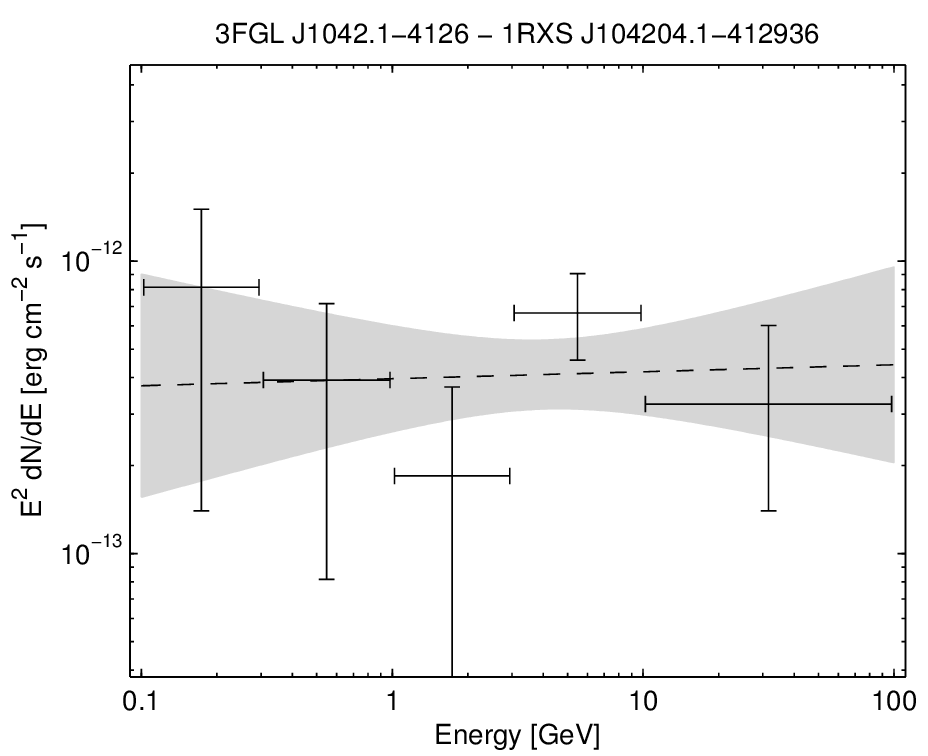 3FGL J1042.1−4126 − 1RXS J104204.1−412936
E² dN/dE [erg cm⁻² s⁻¹]
10⁻¹²
10⁻¹³
0.1 1 10 100
Energy [GeV]